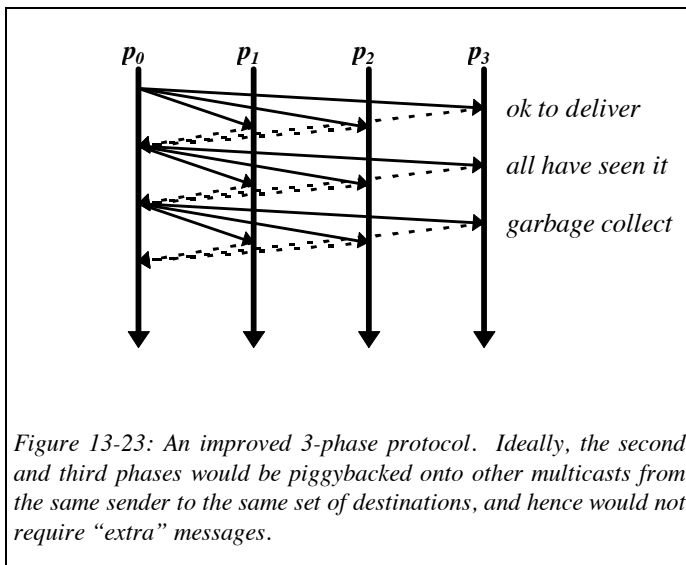 p0 p1 p2 p3
ok to deliver
all have seen it
garbage collect
Figure 13-23: An improved 3-phase protocol. Ideally, the second
and third phases would be piggybacked onto other multicasts from
the same sender to the same set of destinations, and hence would not
require “extra” messages.